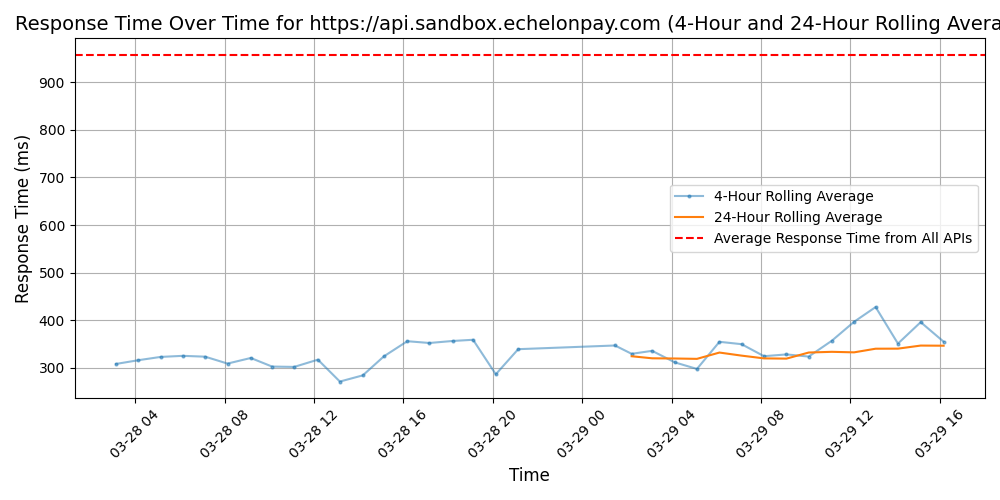 Response Time Over Time for https://api.sandbox.echelonpay.com (4-Hour and 24-Hour Rolling
Response Time (ms)
900
800
700
600
500
400
300
4-Hour Rolling Average
24-Hour Rolling Average
Average Response Time from All APIs
03-28 04
03-28 08
03-28 12
03-28 16
03-28 20
03-29 00
03-29 04
03-29 08
03-29 12
03-29 16
Time